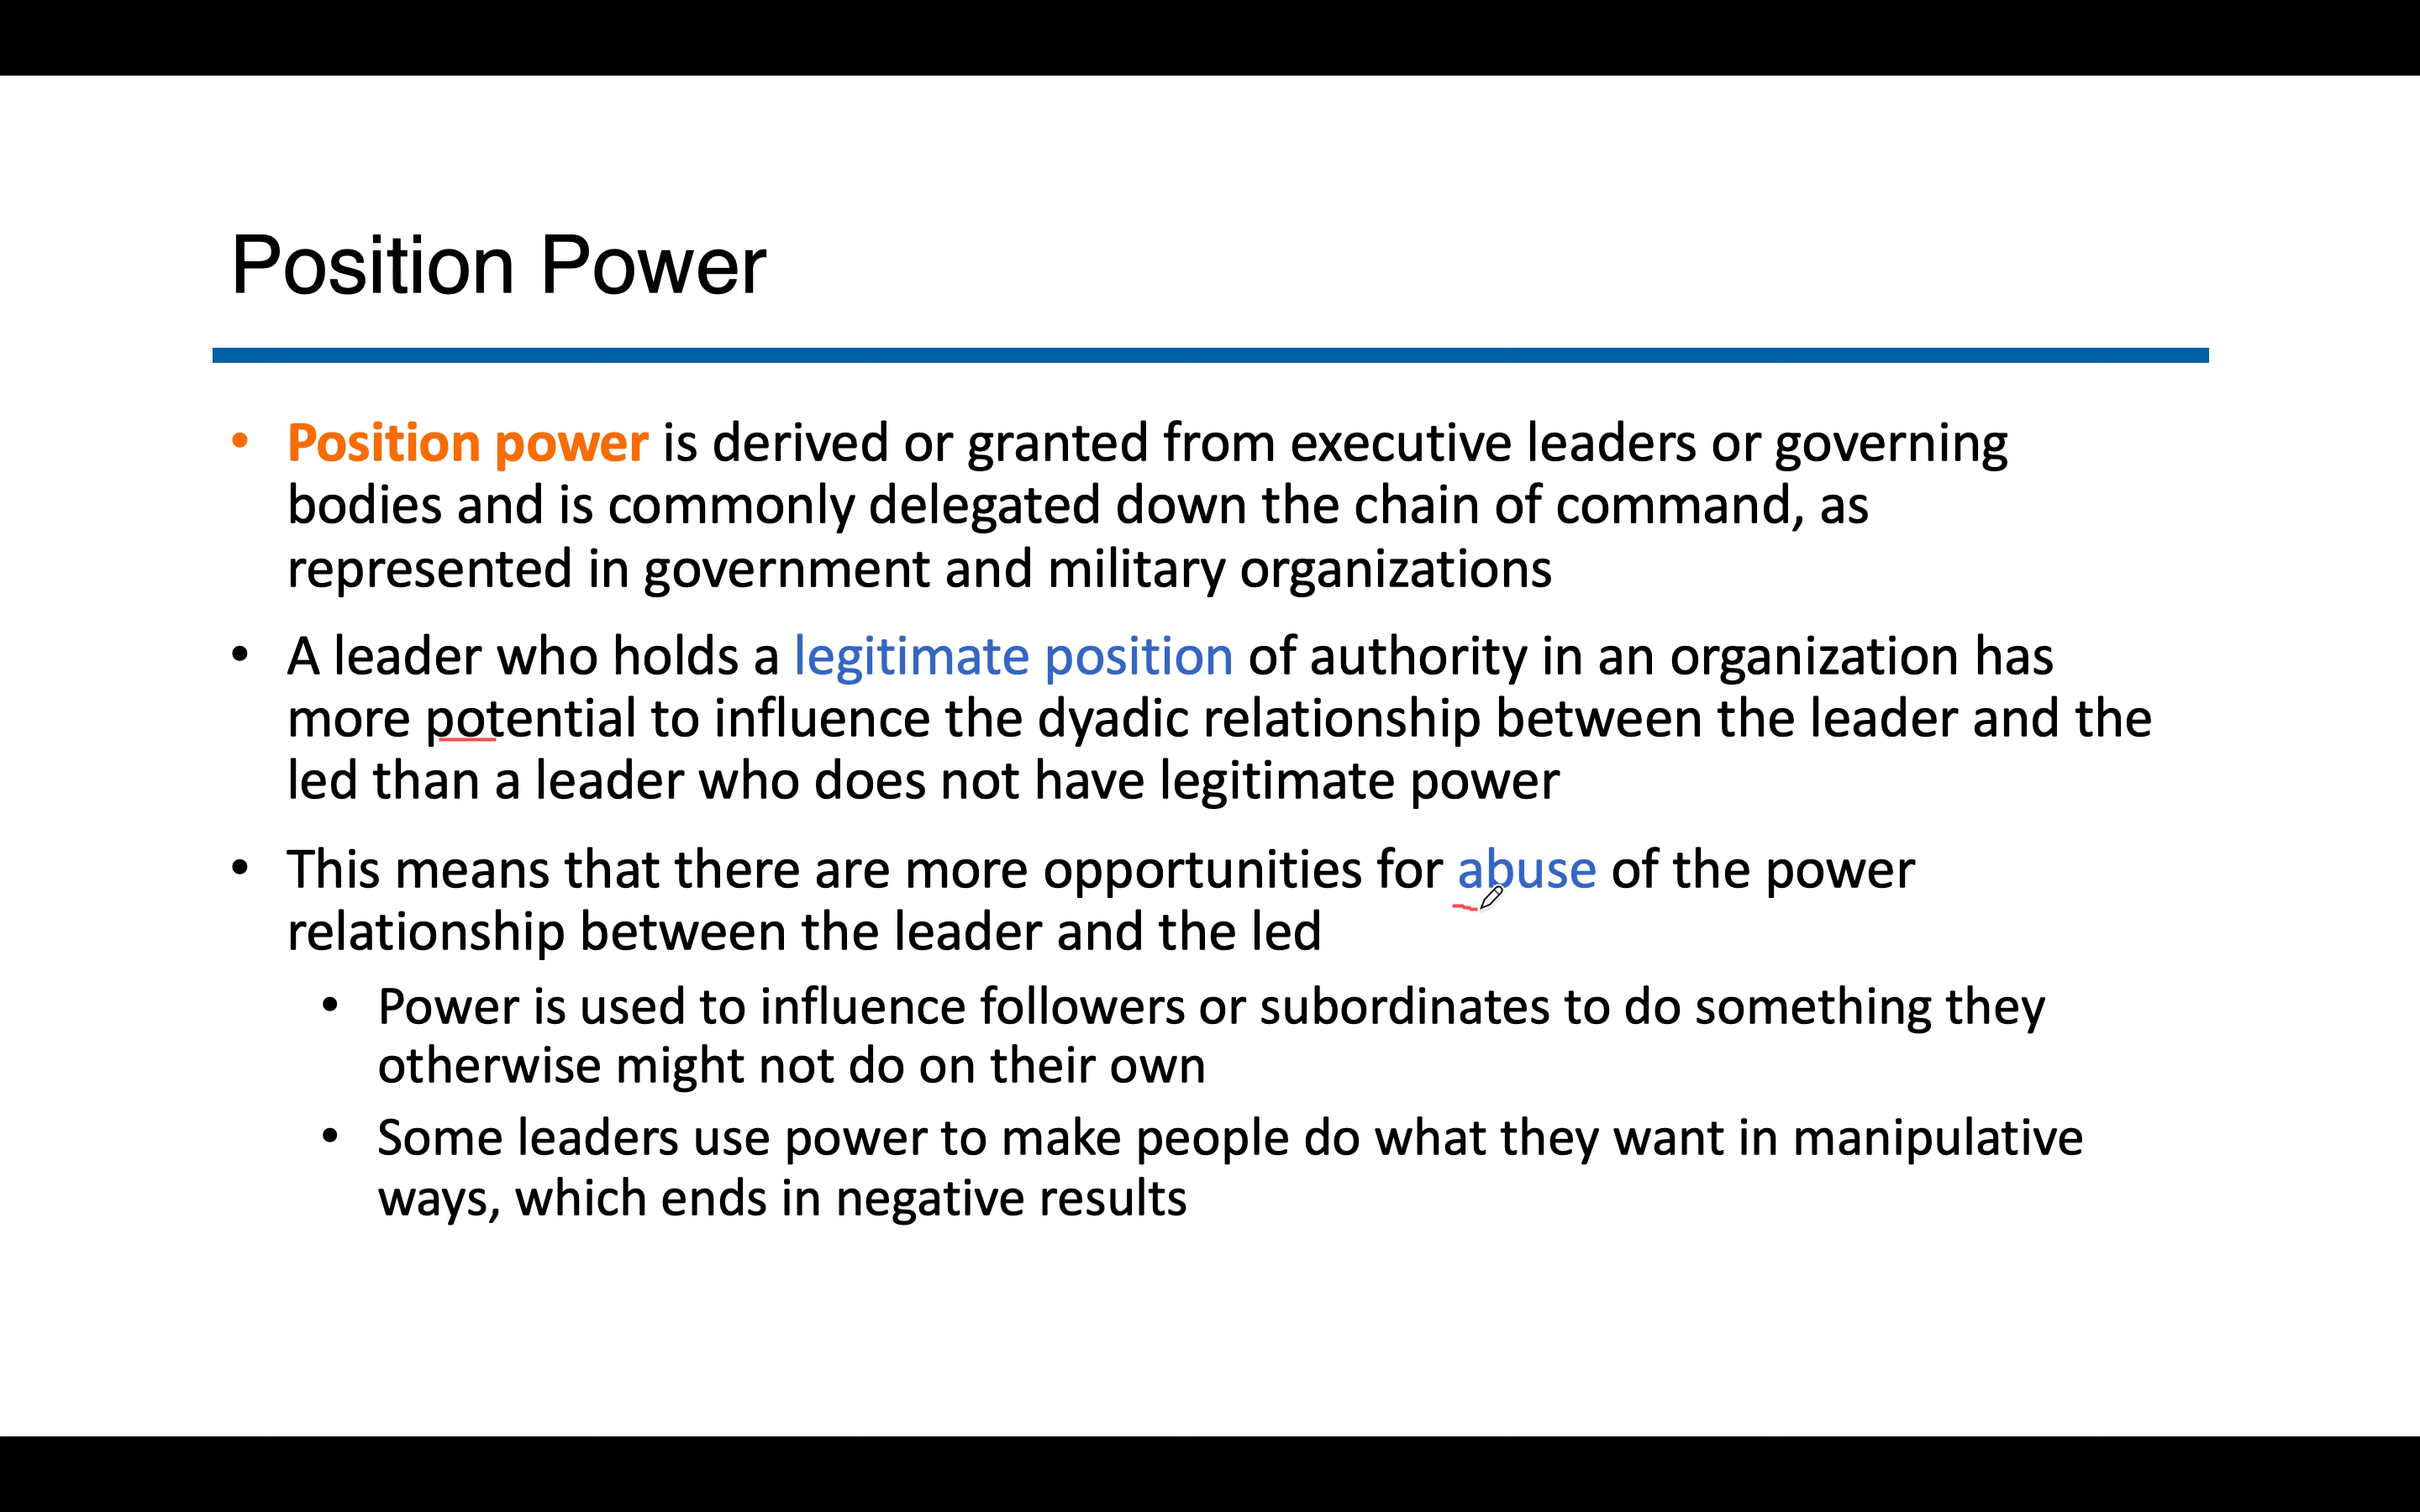 Position Power
• Position power is derived or granted from executive leaders or governing
bodies and is commonly delegated down the chain of command, as
represented in government and military organizations
• A leader who holds a legitimate position of authority in an organization has
more potential to influence the dyadic relationship between the leader and the
led than a leader who does not have legitimate power
• This means that there are more opportunities for abuse of the power
relationship between the leader and the led
• Power is used to influence followers or subordinates to do something they
otherwise might not do on their own
• Some leaders use power to make people do what they want in manipulative
ways, which ends in negative results